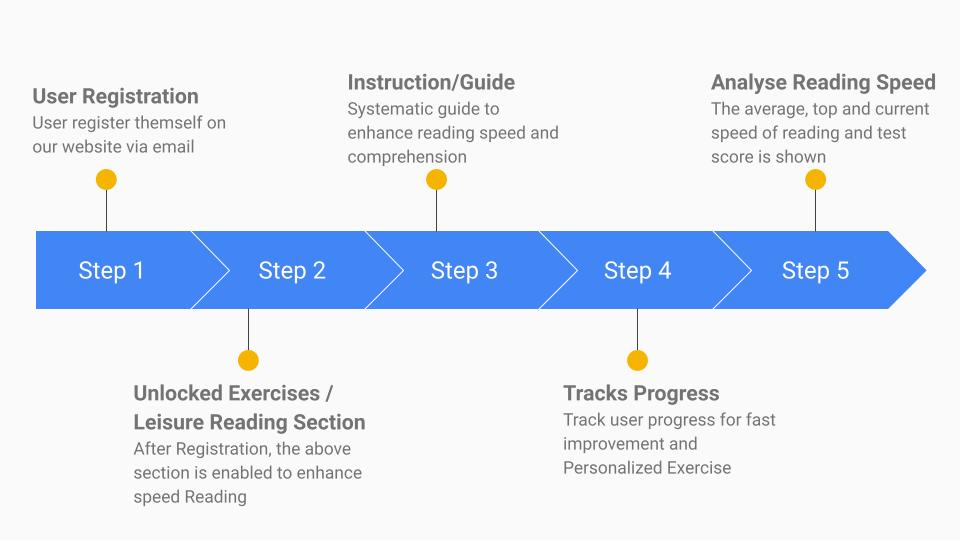 User Registration
User register themself on
our website via email
Instruction/Guide
Systematic guide to
enhance reading speed and
comprehension
Analyse Reading Speed
The average, top and current
speed of reading and test
score is shown
Step 1
Step 2
Step 3
Step 4
Step 5
Unlocked Exercises /
Leisure Reading Section
After Registration, the above
section is enabled to enhance
speed Reading
Tracks Progress
Track user progress for fast
improvement and
Personalized Exercise